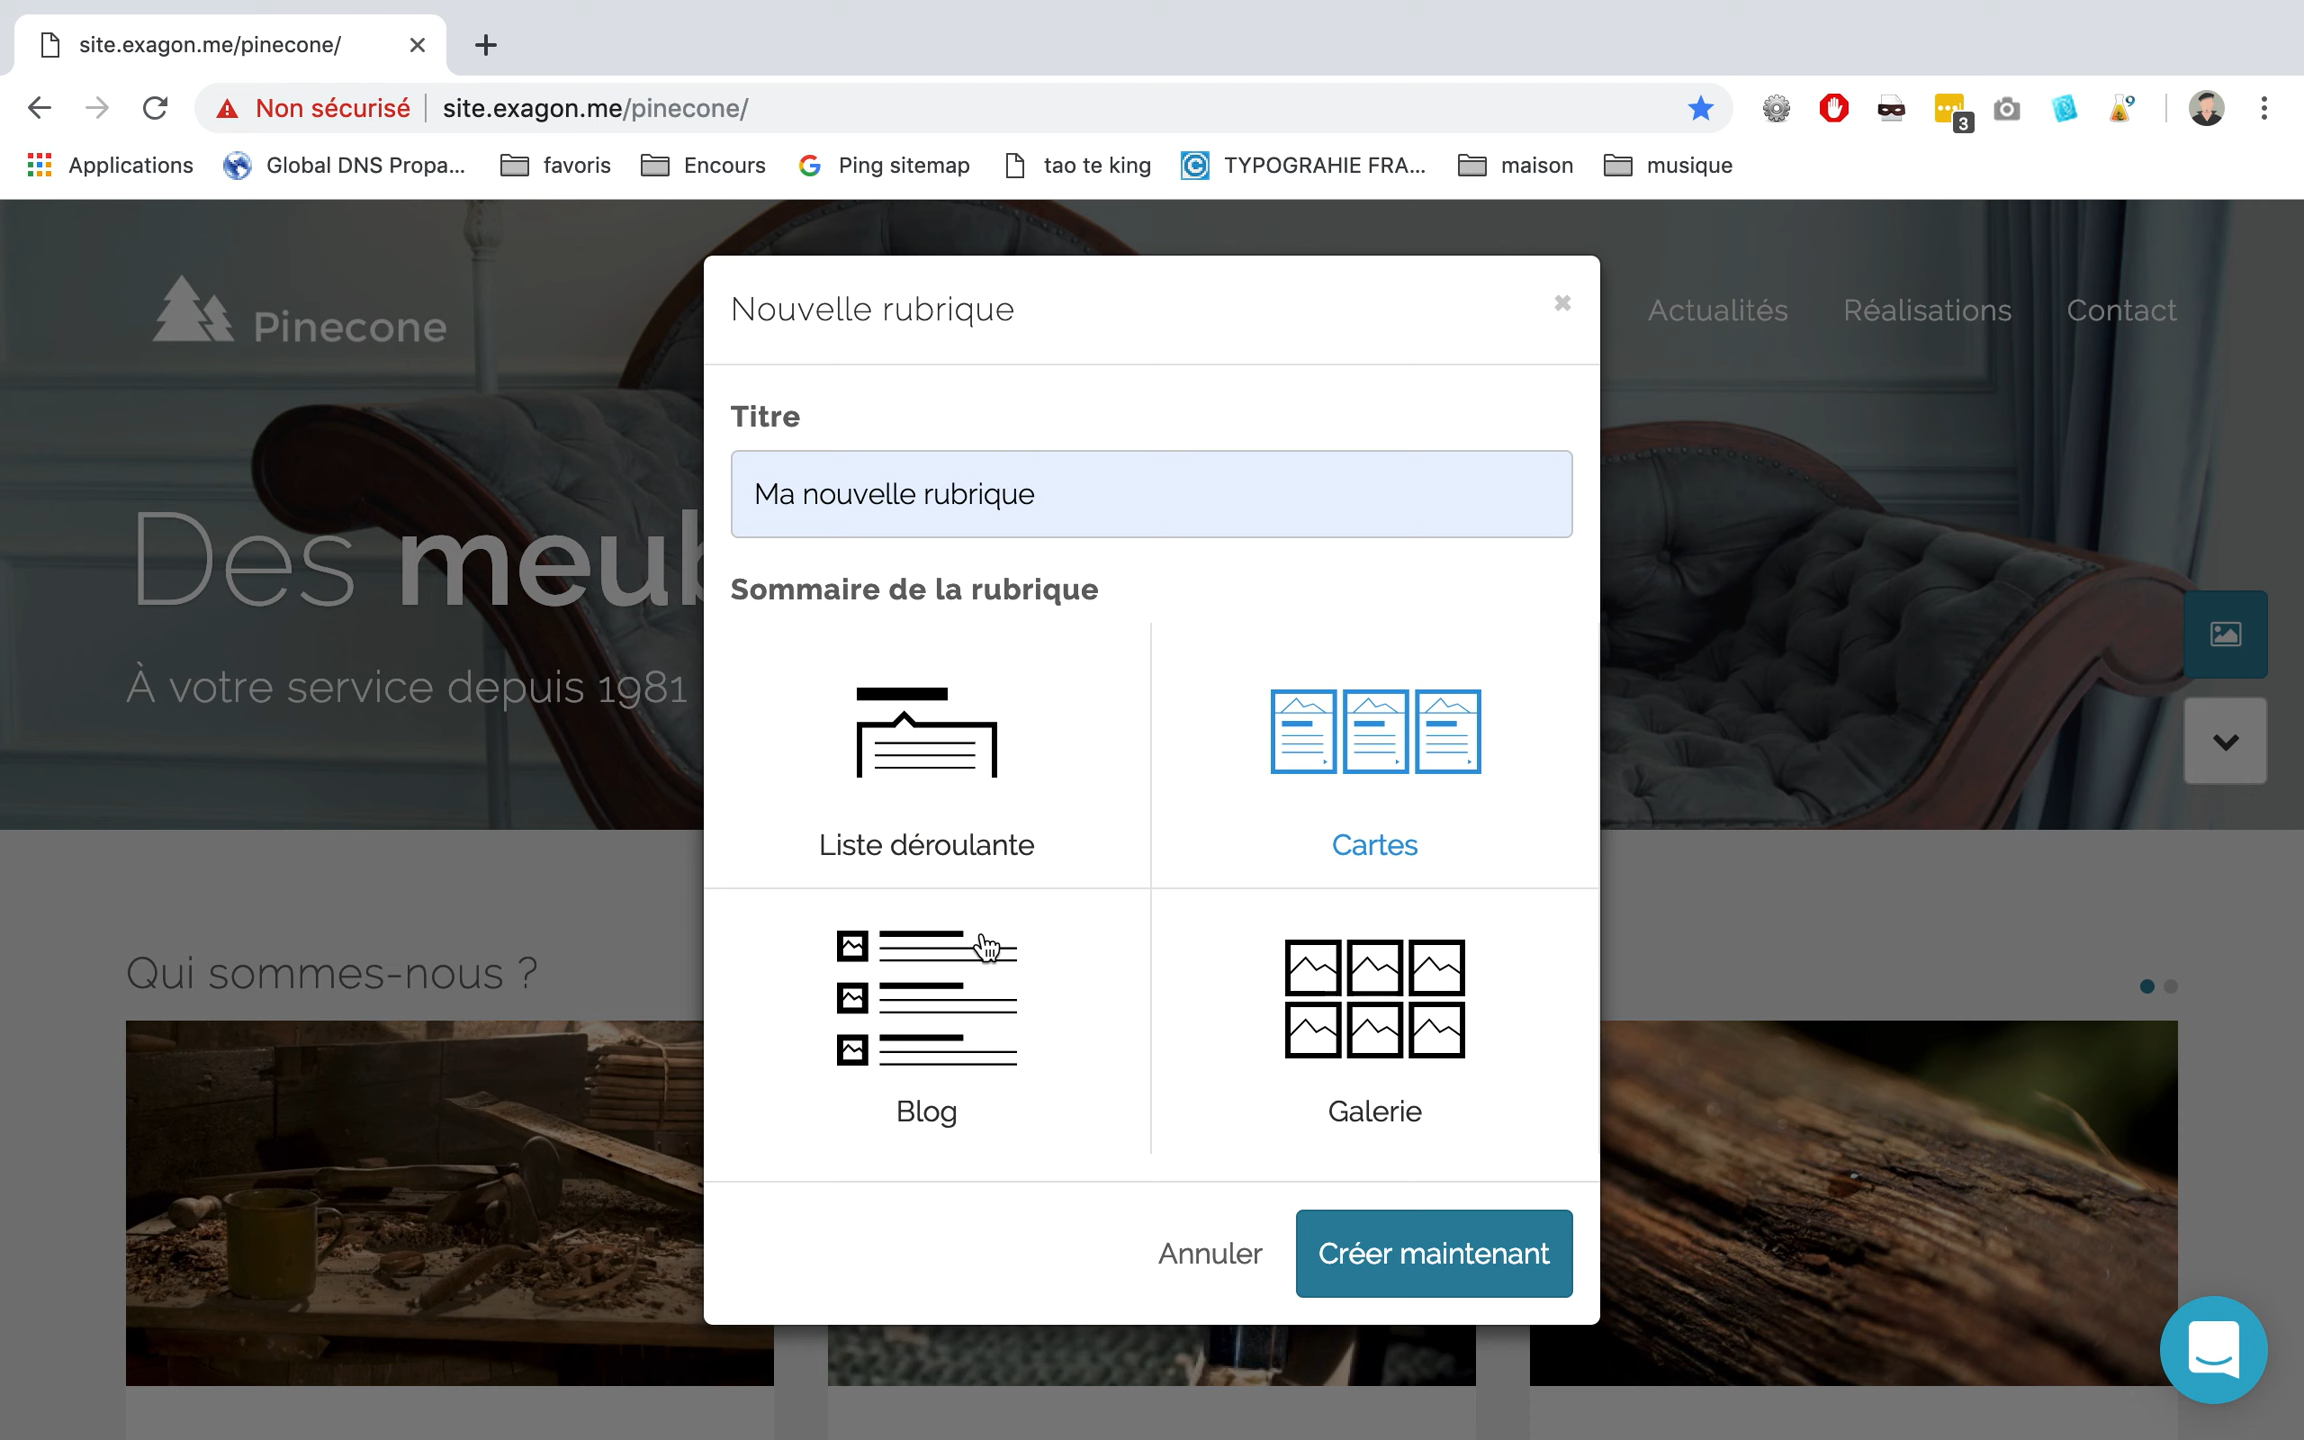 site.exagon.me/pinecone/
Non sécurisé site.exagon.me/pinecone/
3
9
Applications Global DNS Propa... favoris Encours Ping sitemap tao te king TYPOGRAHIE FRA... maison musique
Pinecone
Actualités Réalisations Contact
Des meub
À votre service depuis 1981
Nouvelle rubrique
Titre
Ma nouvelle rubrique
Sommaire de la rubrique
Liste déroulante
Cartes
Blog
Galerie
Annuler
Créer maintenant
Qui sommes-nous ?